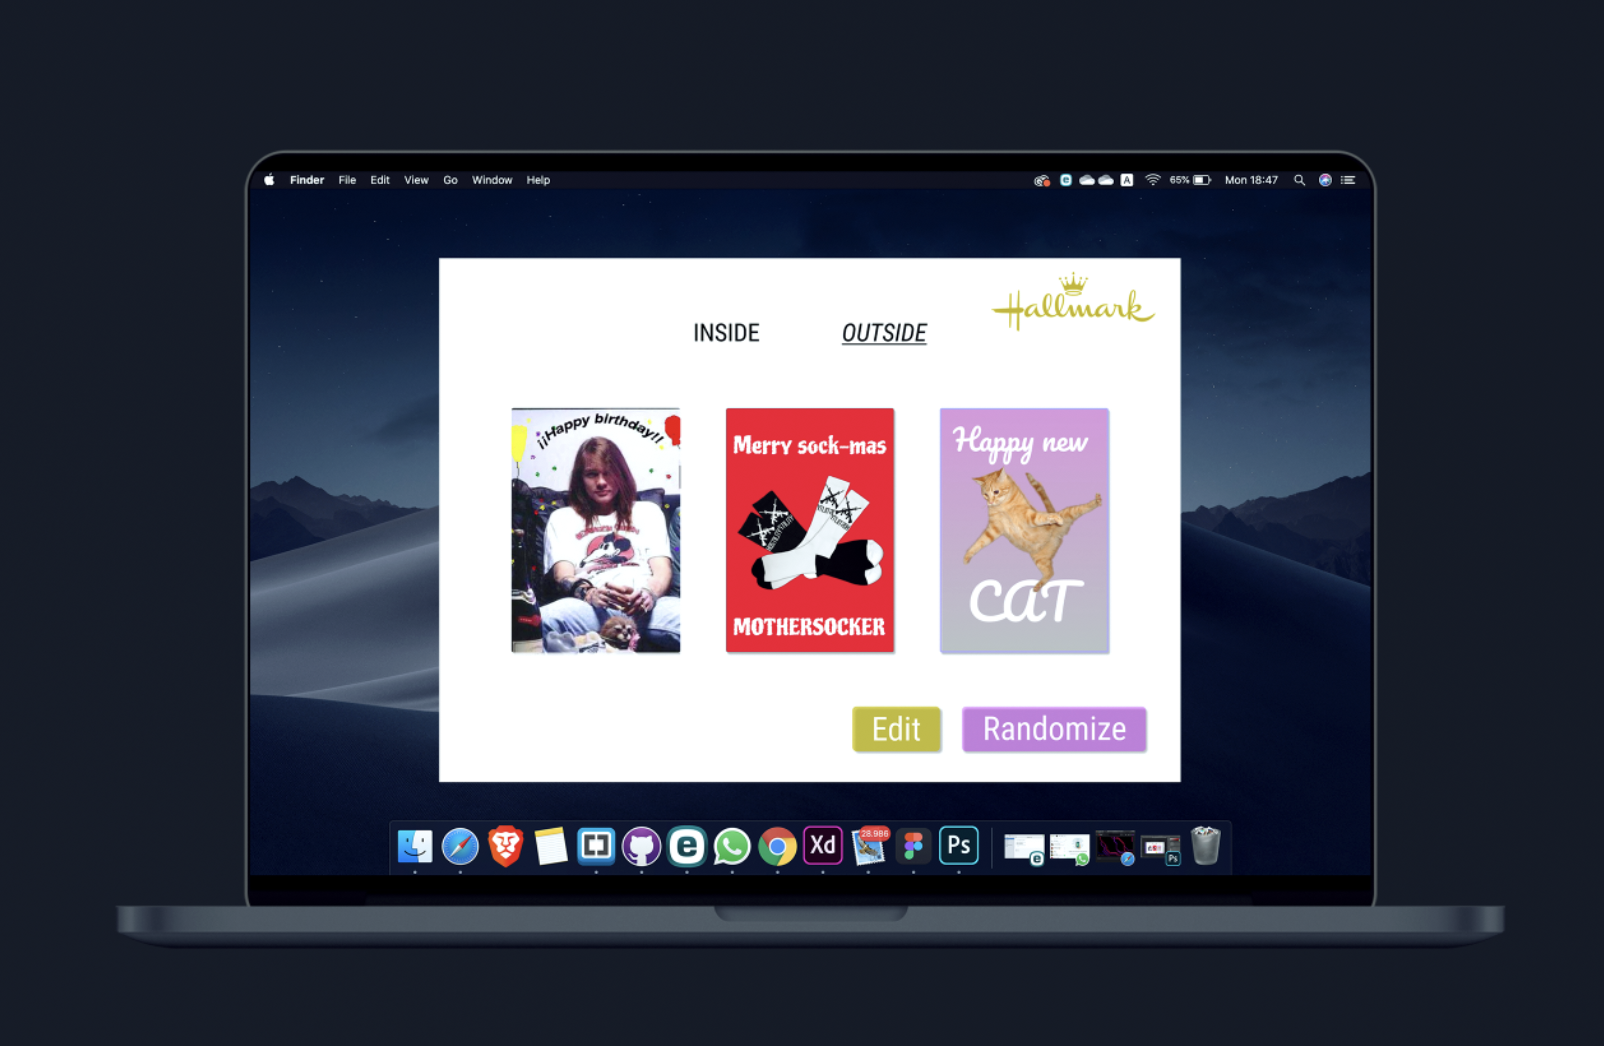 Finder File Edit View Go Window Help
A 65% Mon 18:47
Hallmark
INSIDE OUTSIDE
¡¡Happy birthday!!
Merry sock-mas
MOTHERSOCKER
Happy new
CAT
Edit Randomize
Xd 28.986 Ps
Ps